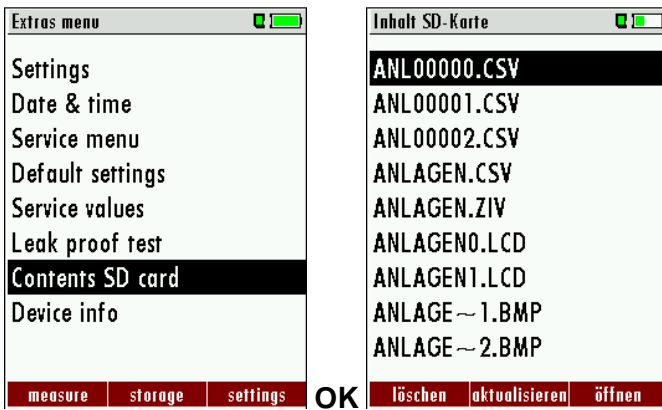 Extras menu
Settings
Date & time
Service menu
Default settings
Service values
Leak proof test
Contents SD card
Device info
measure storage settings
OK
Inhalt SD-Karte
ANL00000.CSV
ANL00001.CSV
ANL00002.CSV
ANLAGEN.CSV
ANLAGEN.ZIV
ANLAGEN0.LCD
ANLAGEN1.LCD
ANLAGE~1.BMP
ANLAGE~2.BMP
löschen aktualisieren öffnen